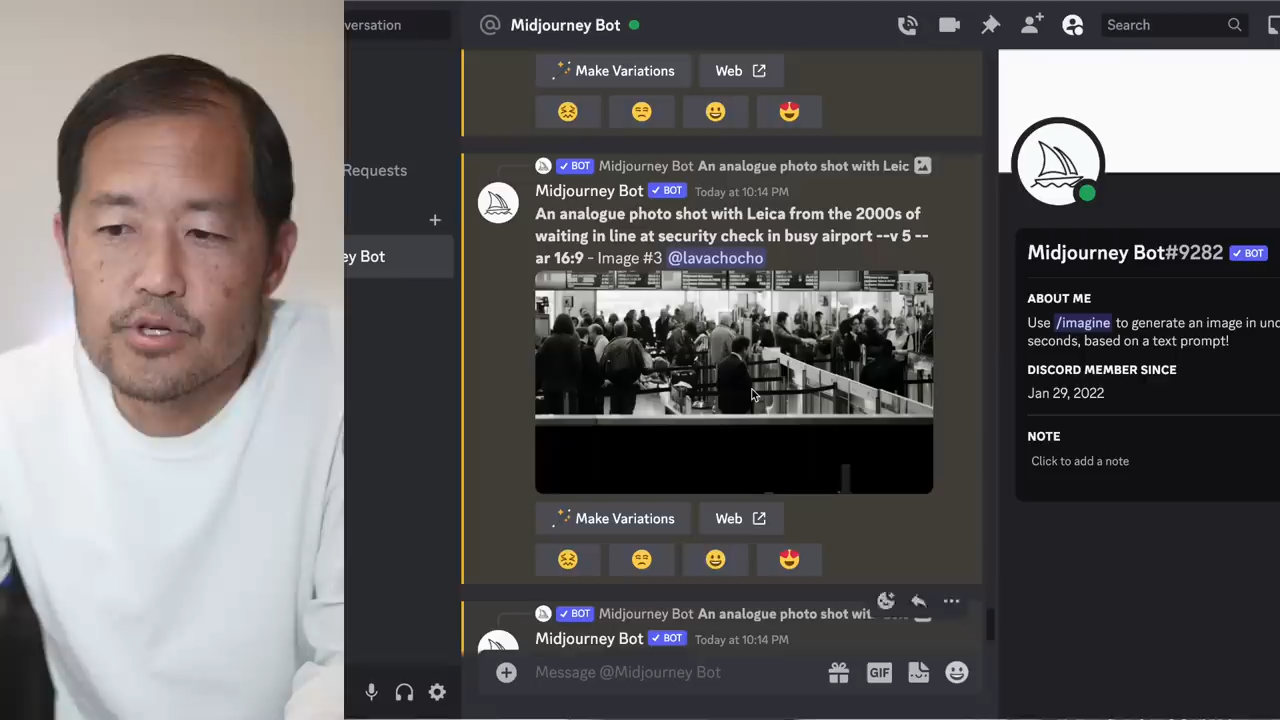 versation
Midjourney Bot
Search
Make Variations
Web
Requests
BOT Midjourney Bot An analogue photo shot with Leic
Midjourney Bot BOT Today at 10:14 PM
An analogue photo shot with Leica from the 2000s of
waiting in line at security check in busy airport --v 5 --
ar 16:9 - Image #3 @lavachocho
ey Bot
Make Variations
Web
BOT Midjourney Bot An analogue photo shot wit
Midjourney Bot BOT Today at 10:14 PM
Message @Midjourney Bot
GIF
Midjourney Bot#9282 BOT
ABOUT ME
Use /imagine to generate an image in un
seconds, based on a text prompt!
DISCORD MEMBER SINCE
Jan 29, 2022
NOTE
Click to add a note